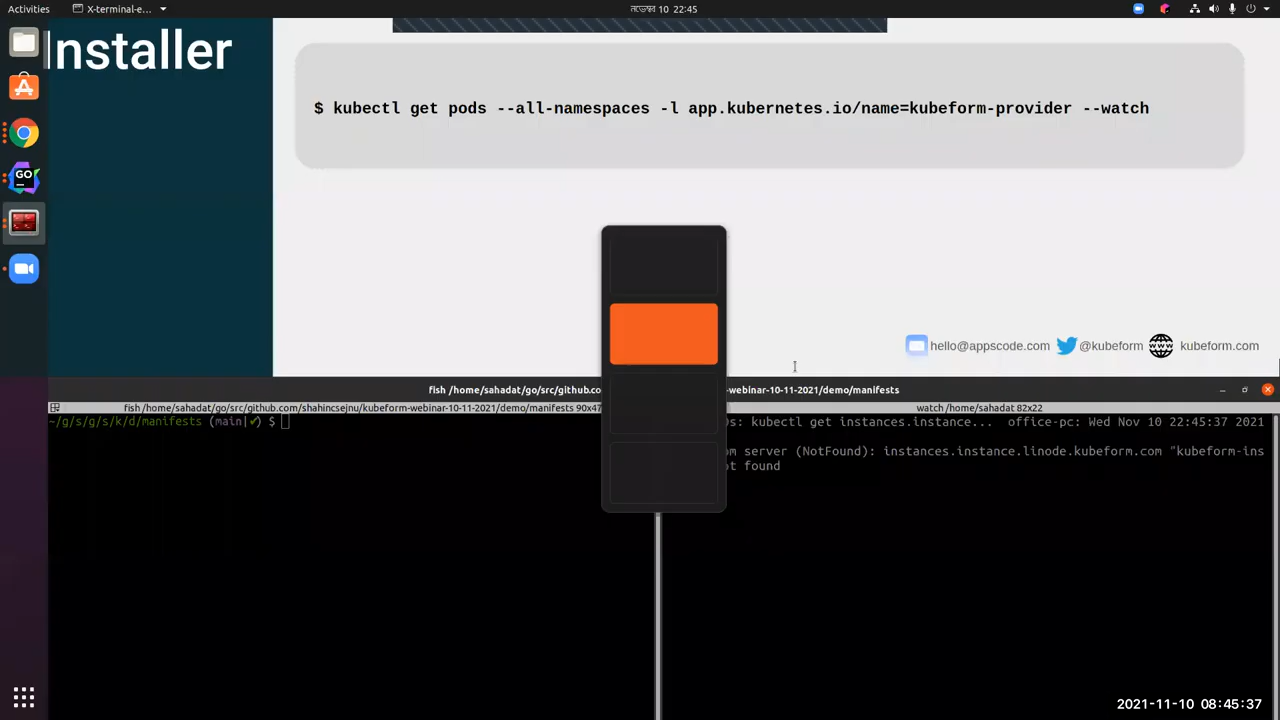 Activities
X-terminal-e...
নভেম্বর 10 22:45
Installer
$ kubectl get pods --all-namespaces -l app.kubernetes.io/name=kubeform-provider --watch
hello@appscode.com
@kubeform
kubeform.com
GO
fish /home/sahadat/go/src/github.co
-webinar-10-11-2021/demo/manifests
fish /home/sahadat/go/src/github.com/shahincsejnu/kubeform-webinar-10-11-2021/demo/manifests 90x47
watch /home/sahadat 82x22
~/g/s/g/s/k/d/manifests (main|✔) $
s: kubectl get instances.instance... office-pc: Wed Nov 10 22:45:37 2021
m server (NotFound): instances.instance.linode.kubeform.com "kubeform-ins
t found
2021-11-10 08:45:37